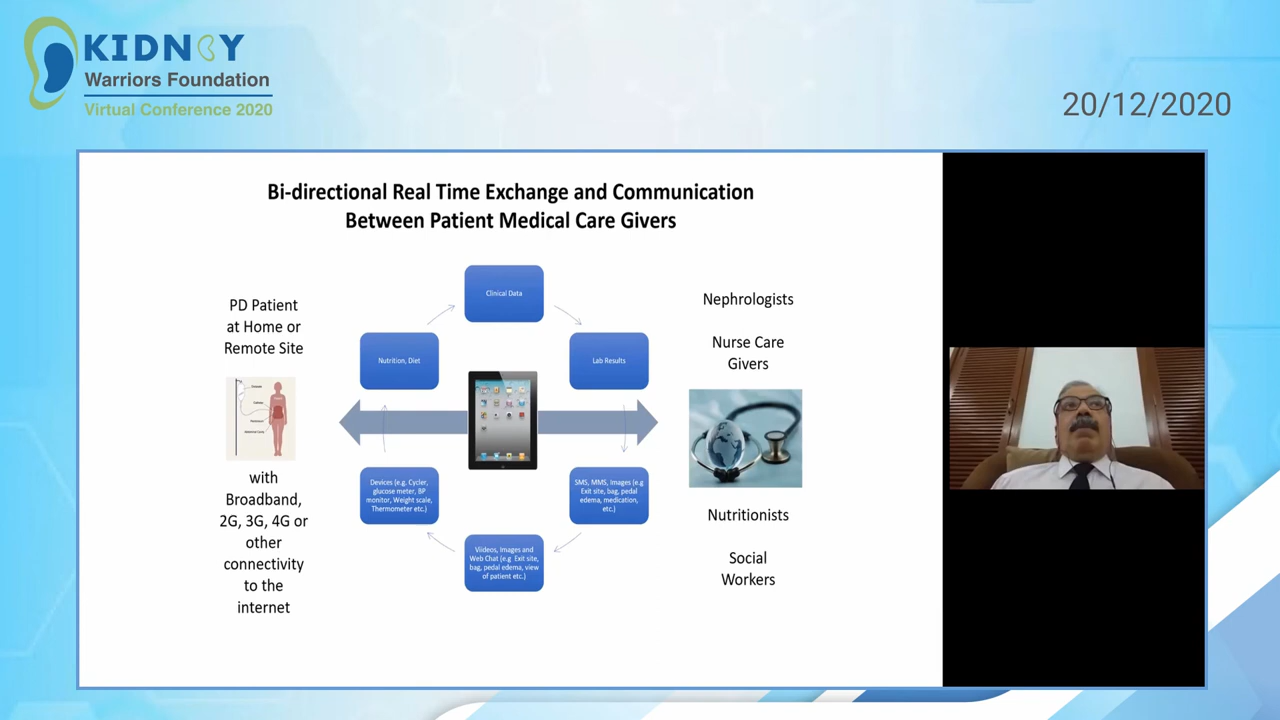 KIDNEY
Warriors Foundation
Virtual Conference 2020
20/12/2020
Bi-directional Real Time Exchange and Communication
Between Patient Medical Care Givers
PD Patient
at Home or
Remote Site
with
Broadband,
2G, 3G, 4G or
other
connectivity
to the
internet
Clinical Data
Lab Results
SMS, MMS, Images (e.g
Exit site, bag, pedal
edema, medication,
etc.)
Viideos, Images and
Web Chat (e.g Exit site,
bag, pedal edema, view
of patient etc.)
Devices (e.g. Cycler,
glucose meter, BP
monitor, Weight scale,
Thermometer etc.)
Nutrition, Diet
Nephrologists
Nurse Care
Givers
Nutritionists
Social
Workers